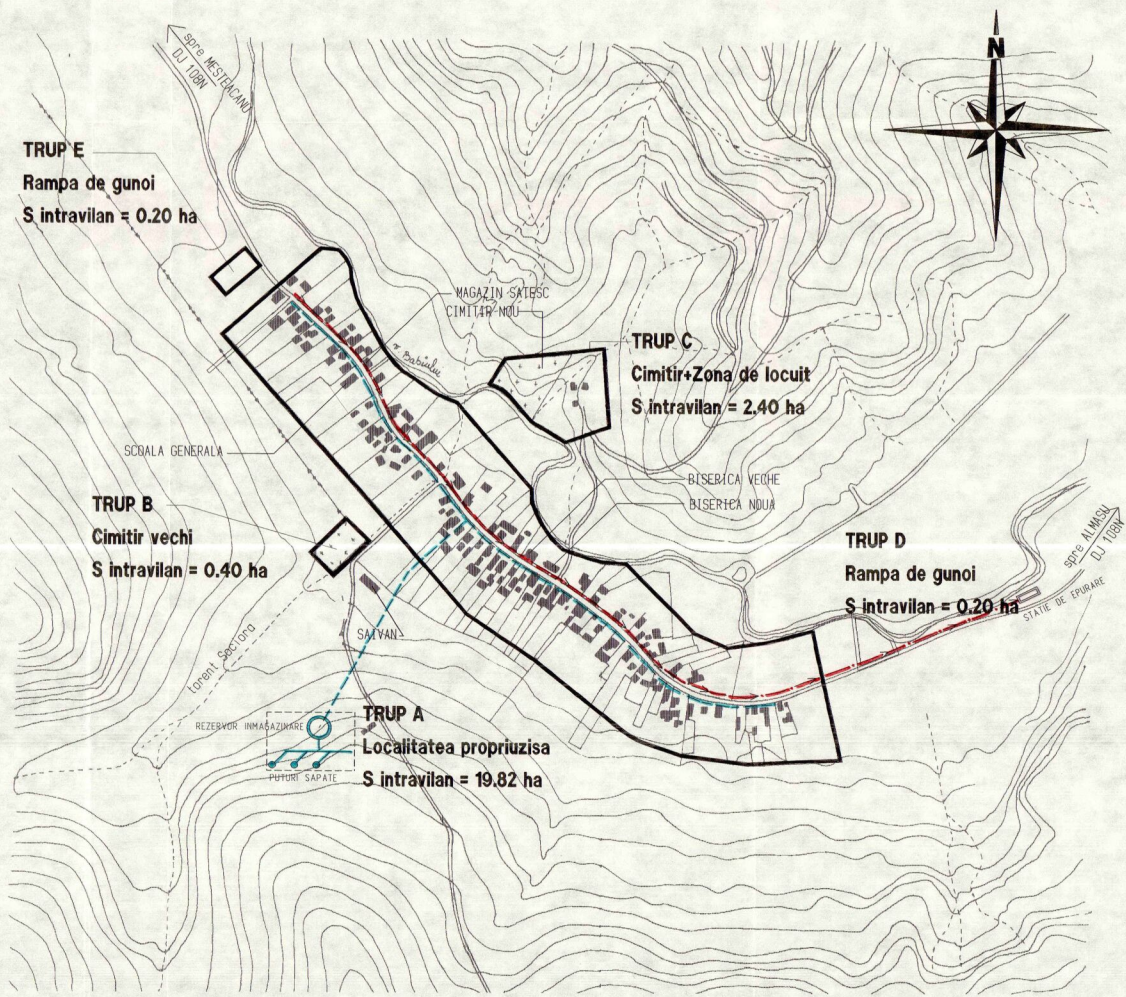 N
spre MESTEACANU
DJ 108N
TRUP E
Rampa de gunoi
S intravilan = 0.20 ha
MAGAZIN SATESC
CIMITIR NOU
r. Babiului
TRUP C
Cimitir+Zona de locuit
S intravilan = 2.40 ha
SCOALA GENERALA
BISERICA VECHE
BISERICA NOUA
TRUP B
Cimitir vechi
S intravilan = 0.40 ha
TRUP D
Rampa de gunoi
S intravilan = 0.20 ha
spre ALMASU
DJ 108N
STATIE DE EPURARE
SAIVAN
torent Seclora
REZERVOR INMAGAZINARE
PUTURI SAPATE
TRUP A
Localitatea propriuzisa
S intravilan = 19.82 ha